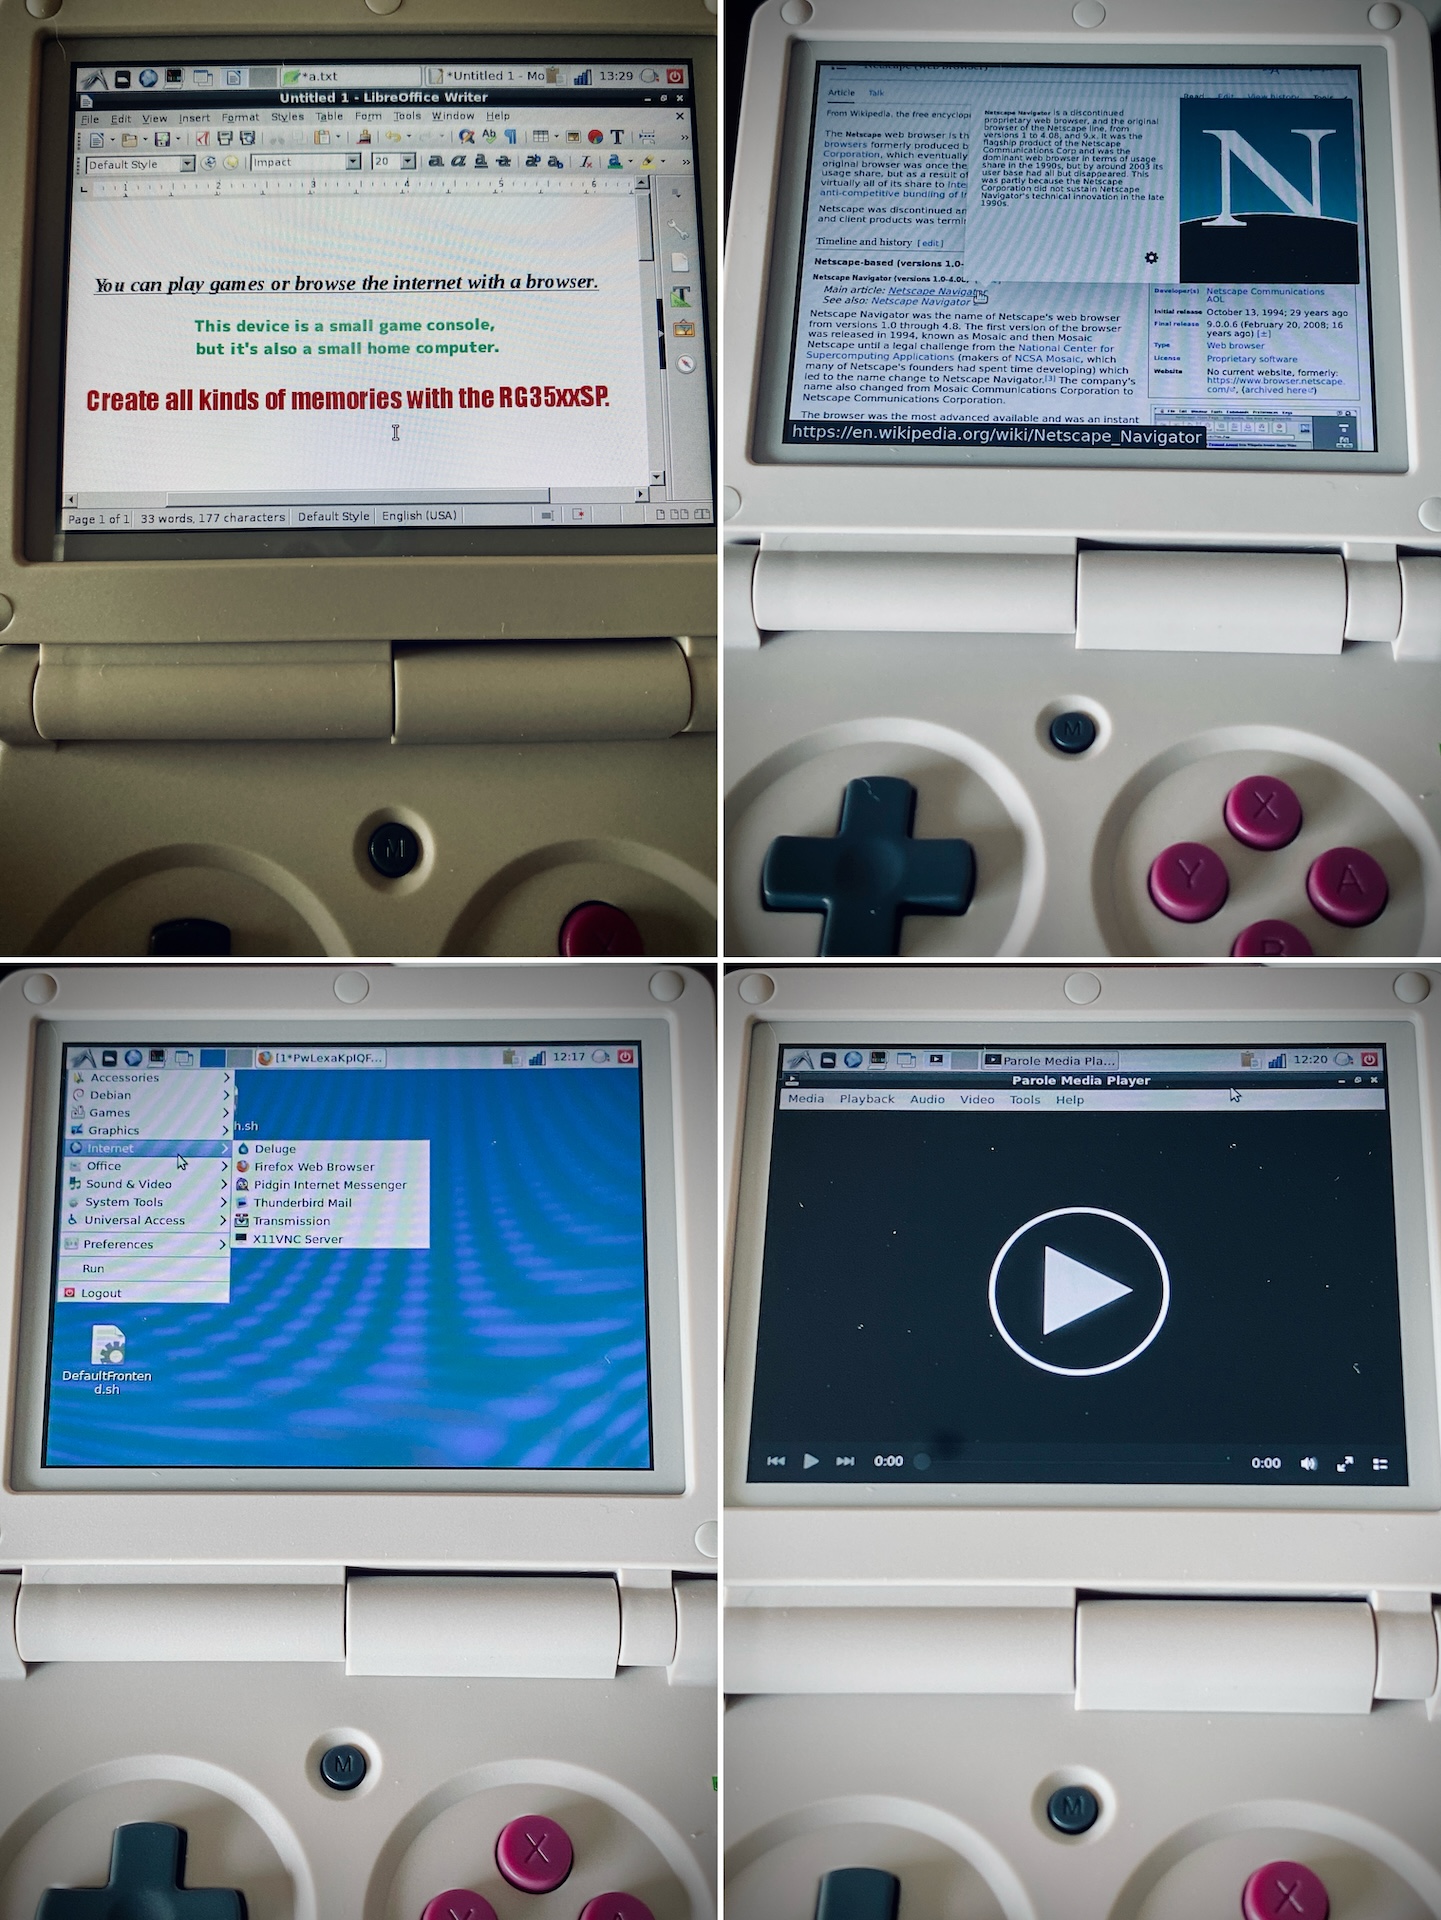 *a.txt
*Untitled 1 - Mo
13:29
Untitled 1 - LibreOffice Writer
File Edit View Insert Format Styles Table Form Tools Window Help
Default Style
Impact
20
1 2 3 4 5 6
You can play games or browse the internet with a browser.
This device is a small game console,
but it's also a small home computer.
Create all kinds of memories with the RG35xxSP.
Page 1 of 1
33 words, 177 characters
Default Style
English (USA)
M
X
Article Talk
Read Edit View history Tools
From Wikipedia, the free encyclopi
The Netscape web browser is th
browsers formerly produced b
Corporation, which eventually
original browser was once the
usage share, but as a result of
virtually all of its share to Inte
anti-competitive bundling of I
Netscape was discontinued an
and client products was termi
Timeline and history [ edit ]
Netscape-based (versions 1.0-
Netscape Navigator (versions 1.0-4.0
Main article: Netscape Navigator
See also: Netscape Navigator
Netscape Navigator was the name of Netscape's web browser
from versions 1.0 through 4.8. The first version of the browser
was released in 1994, known as Mosaic and then Mosaic
Netscape until a legal challenge from the National Center for
Supercomputing Applications (makers of NCSA Mosaic, which
many of Netscape's founders had spent time developing) which
led to the name change to Netscape Navigator.[3] The company's
name also changed from Mosaic Communications Corporation to
Netscape Communications Corporation.
The browser was the most advanced available and was an instant
https://en.wikipedia.org/wiki/Netscape_Navigator
Netscape Navigator is a discontinued
proprietary web browser, and the original
browser of the Netscape line, from
versions 1 to 4.08, and 9.x. It was the
flagship product of the Netscape
Communications Corp and was the
dominant web browser in terms of usage
share in the 1990s, but by around 2003 its
user base had all but disappeared. This
was partly because the Netscape
Corporation did not sustain Netscape
Navigator's technical innovation in the late
1990s.
N
Developer(s) Netscape Communications
AOL
Initial release October 13, 1994; 29 years ago
Final release 9.0.0.6 (February 20, 2008; 16
years ago) [±]
Type Web browser
License Proprietary software
Website No current website, formerly:
https://www.browser.netscape.
com/, (archived here)
M
X
Y
A
B
[1*PwLexaKpIQF...
12:17
Accessories
Debian
Games
Graphics
Internet
Office
Sound & Video
System Tools
Universal Access
Preferences
Run
Logout
h.sh
Deluge
Firefox Web Browser
Pidgin Internet Messenger
Thunderbird Mail
Transmission
X11VNC Server
DefaultFronten
d.sh
M
X
Y
A
Parole Media Pla...
12:20
Parole Media Player
Media Playback Audio Video Tools Help
0:00
0:00
M
X